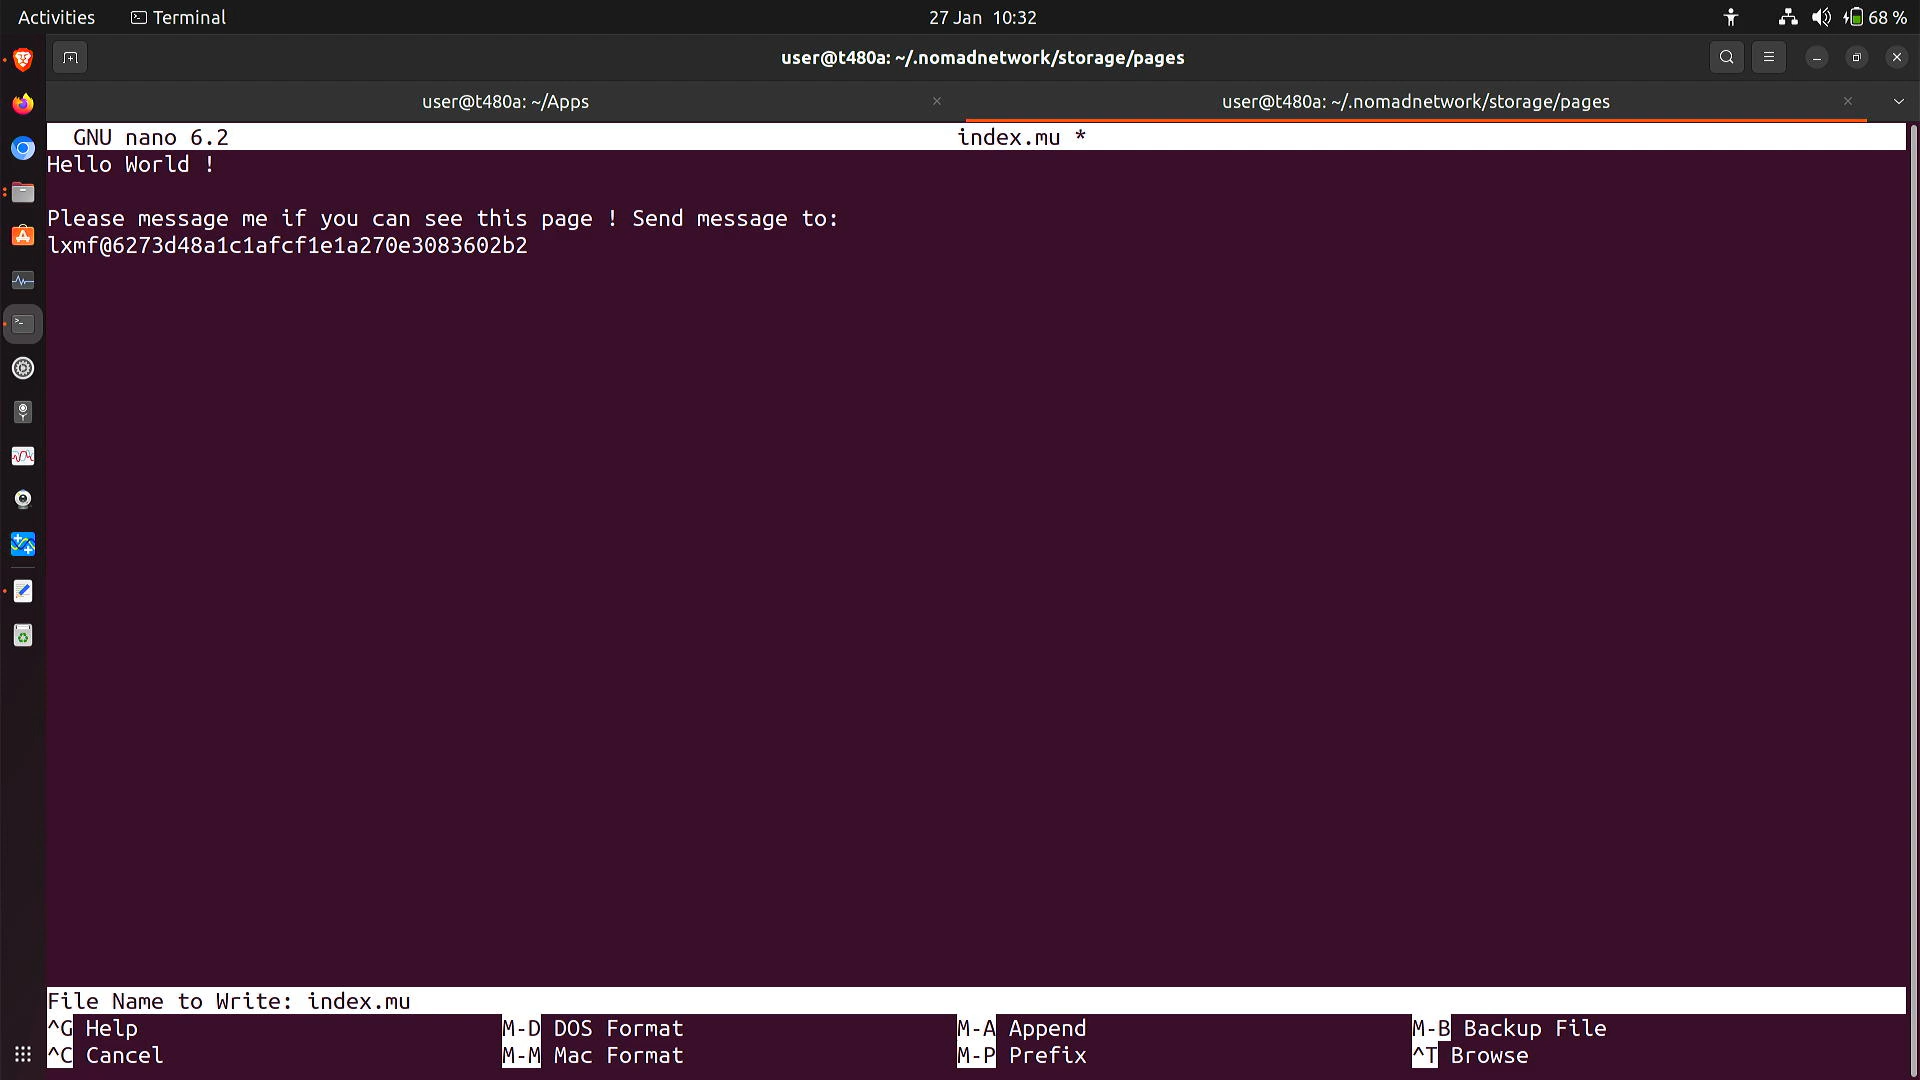 Activities Terminal 27 Jan 10:32 68 %
user@t480a: ~/.nomadnetwork/storage/pages
user@t480a: ~/Apps user@t480a: ~/.nomadnetwork/storage/pages
GNU nano 6.2 index.mu *
Hello World !
Please message me if you can see this page ! Send message to:
lxmf@6273d48a1c1afcf1e1a270e3083602b2
File Name to Write: index.mu
^G Help M-D DOS Format M-A Append M-B Backup File
^C Cancel M-M Mac Format M-P Prefix ^T Browse